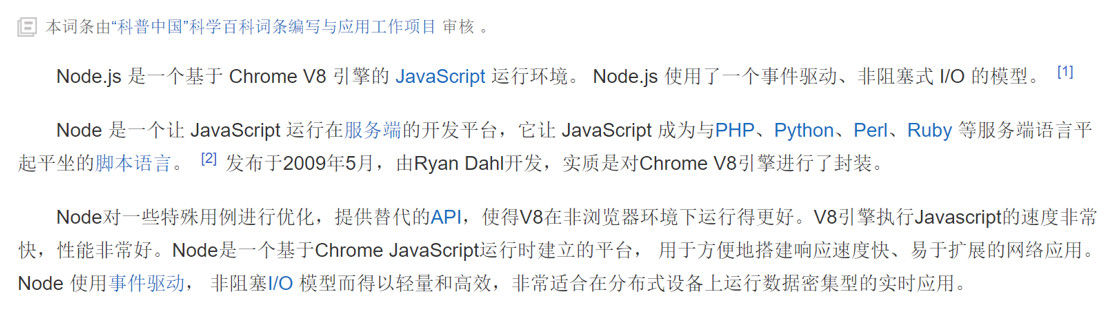 本词条由“科普中国”科学百科词条编写与应用工作项目 审核 。
Node.js 是一个基于 Chrome V8 引擎的 JavaScript 运行环境。 Node.js 使用了一个事件驱动、非阻塞式 I/O 的模型。 [1]
Node 是一个让 JavaScript 运行在服务端的开发平台，它让 JavaScript 成为与PHP、Python、Perl、Ruby 等服务端语言平
起平坐的脚本语言。 [2] 发布于2009年5月，由Ryan Dahl开发，实质是对Chrome V8引擎进行了封装。
Node对一些特殊用例进行优化，提供替代的API，使得V8在非浏览器环境下运行得更好。V8引擎执行Javascript的速度非常
快，性能非常好。Node是一个基于Chrome JavaScript运行时建立的平台， 用于方便地搭建响应速度快、易于扩展的网络应用。
Node 使用事件驱动， 非阻塞I/O 模型而得以轻量和高效，非常适合在分布式设备上运行数据密集型的实时应用。